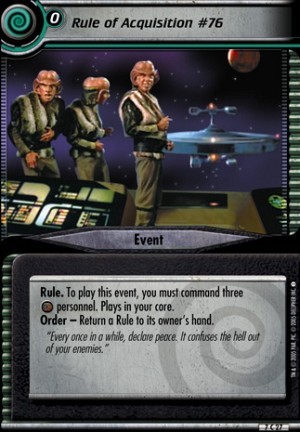 0
Rule of Acquisition #76
Event
Rule. To play this event, you must command three
personnel. Plays in your core.
Order – Return a Rule to its owner's hand.
"Every once in a while, declare peace. It confuses the hell out
of your enemies."
7 C 27